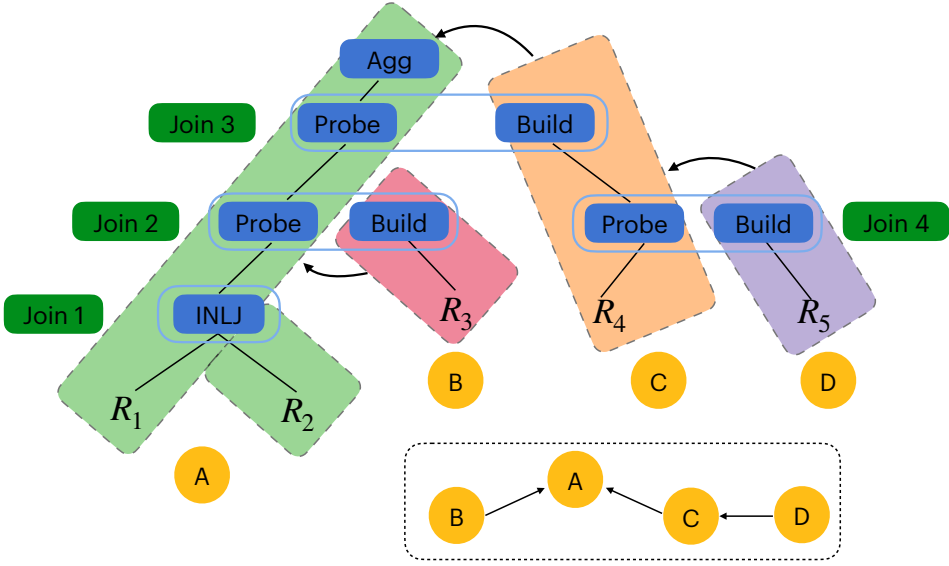 Agg
Join 3
Probe
Build
Join 2
Probe
Build
Probe
Build
Join 4
Join 1
INLJ
R3
R4
R5
R1
R2
B
C
D
A
A
B
C
D